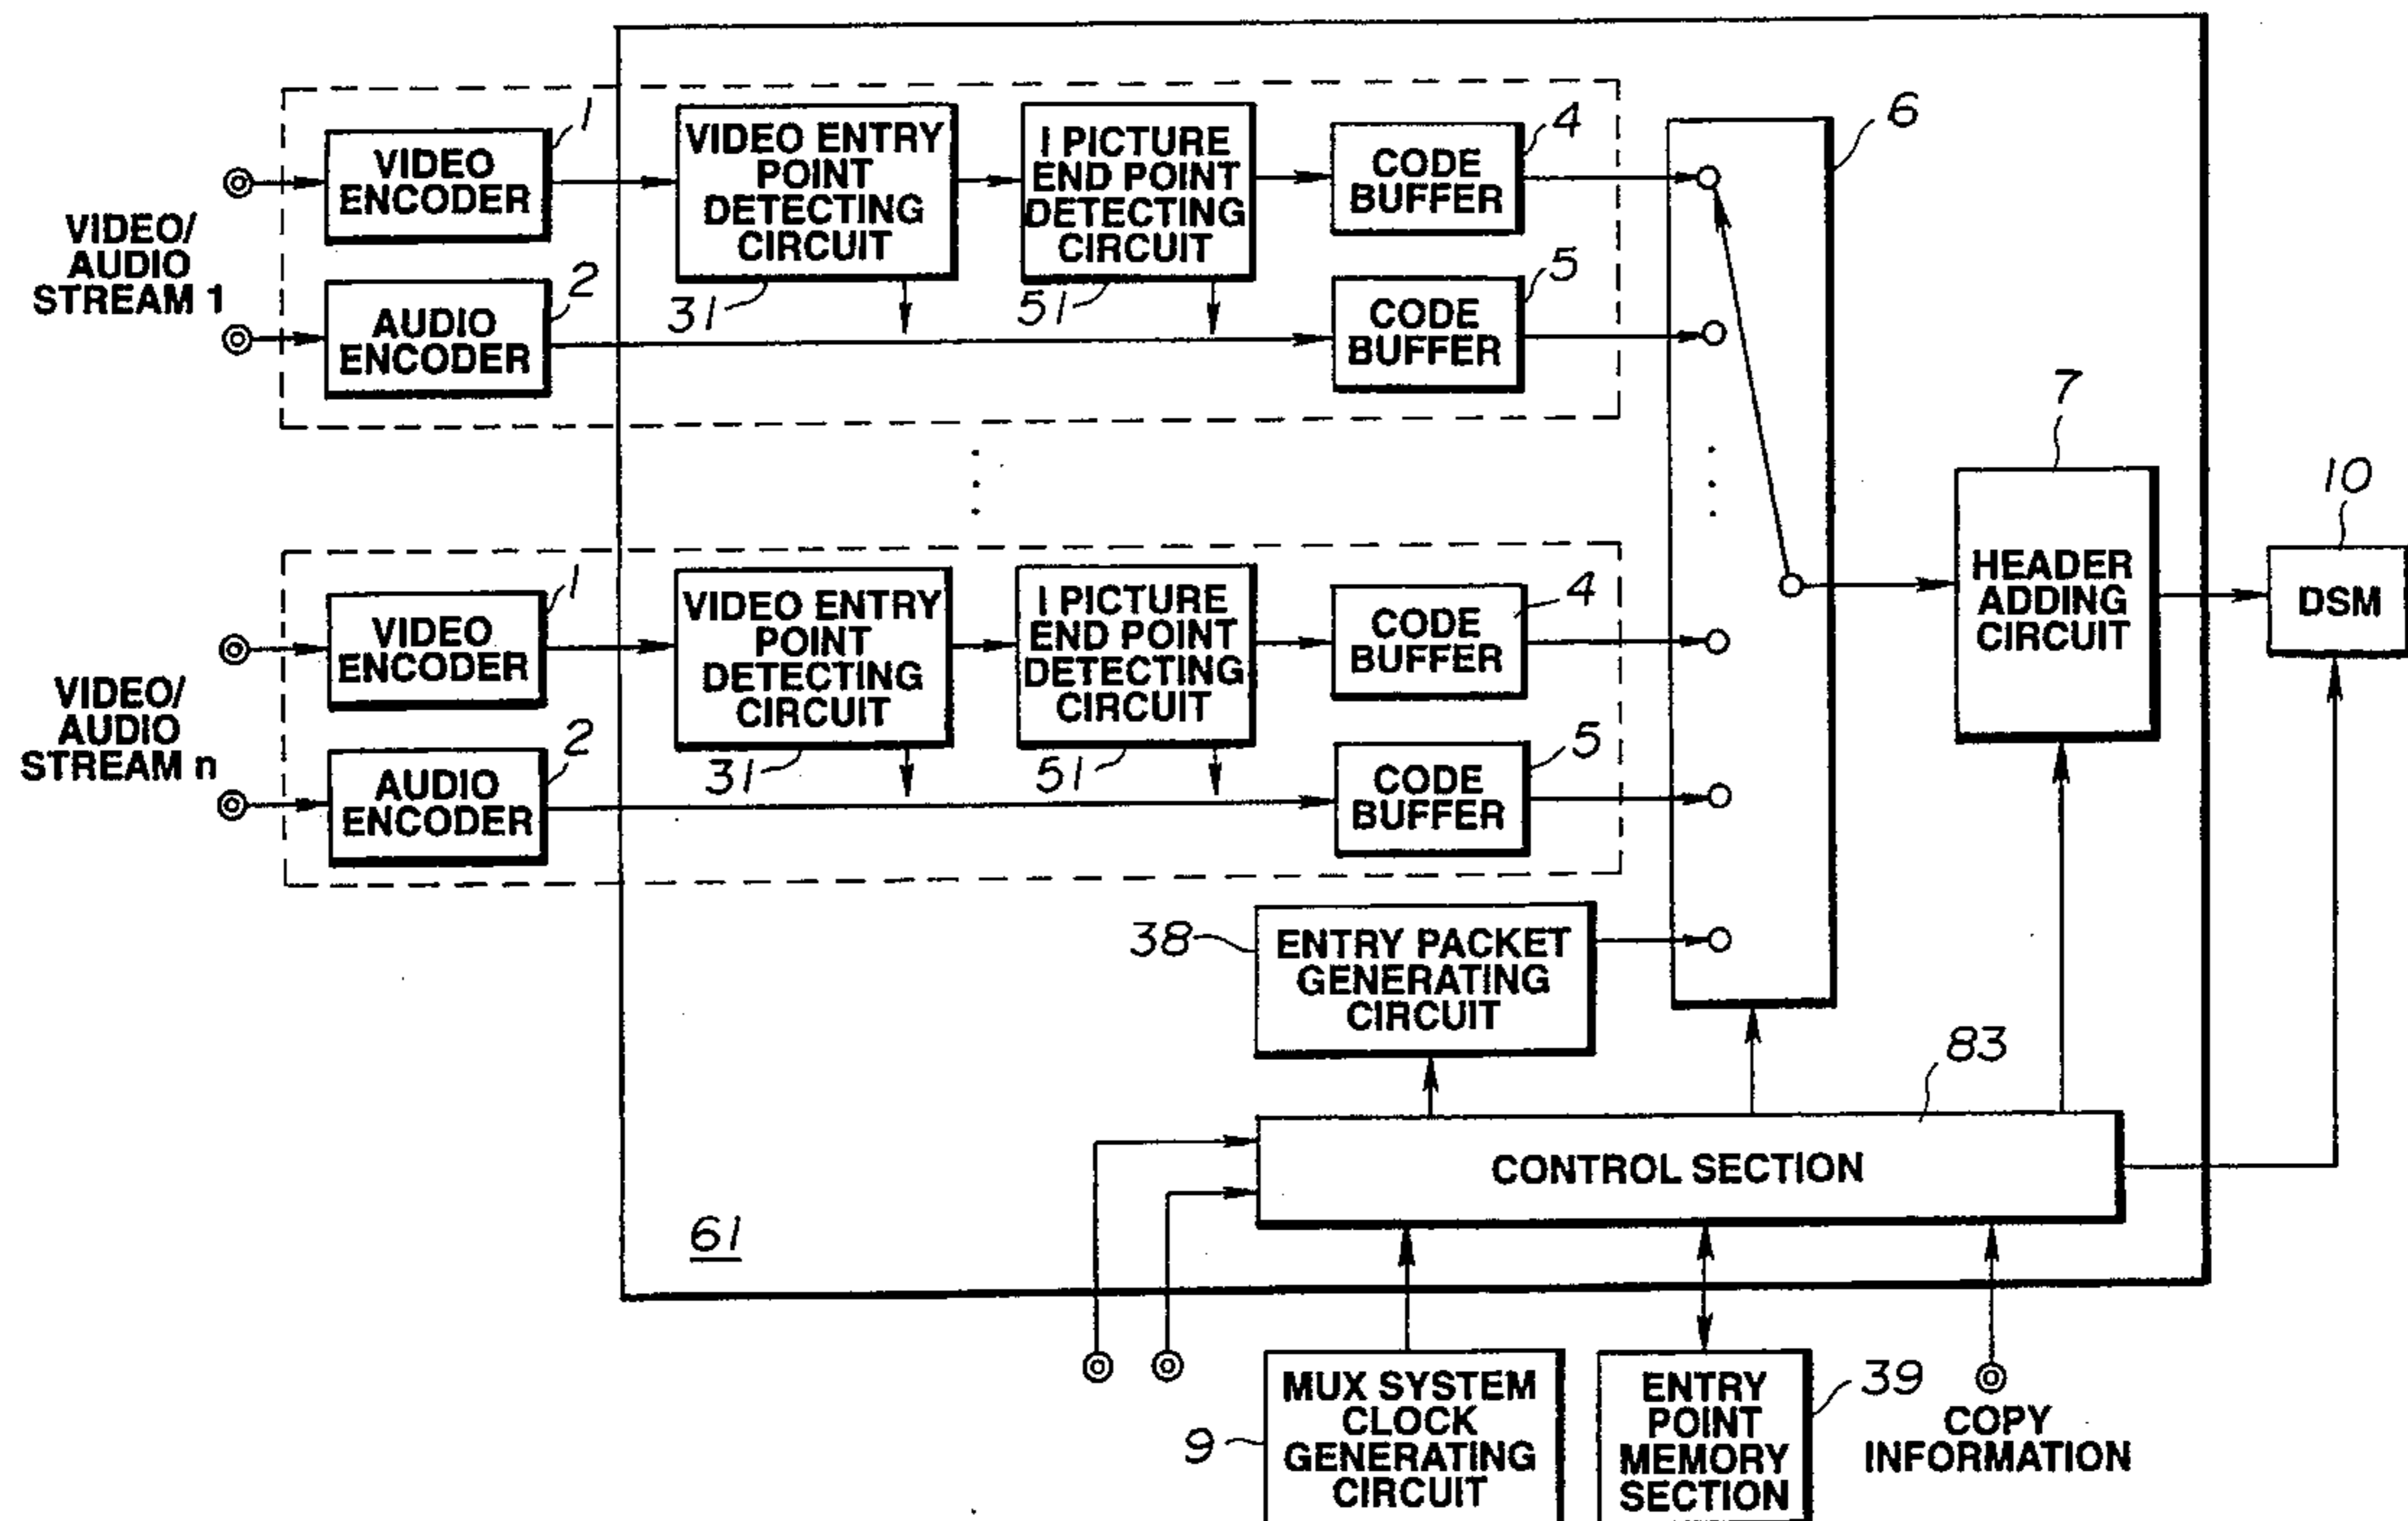 VIDEO/
AUDIO
STREAM 1
VIDEO
ENCODER
1
AUDIO
ENCODER
2
VIDEO ENTRY
POINT
DETECTING
CIRCUIT
31
I PICTURE
END POINT
DETECTING
CIRCUIT
51
CODE
BUFFER
4
CODE
BUFFER
5
6
VIDEO/
AUDIO
STREAM n
VIDEO
ENCODER
1
AUDIO
ENCODER
2
VIDEO ENTRY
POINT
DETECTING
CIRCUIT
31
I PICTURE
END POINT
DETECTING
CIRCUIT
51
CODE
BUFFER
4
CODE
BUFFER
5
7
HEADER
ADDING
CIRCUIT
10
DSM
38
ENTRY PACKET
GENERATING
CIRCUIT
83
CONTROL SECTION
61
9
MUX SYSTEM
CLOCK
GENERATING
CIRCUIT
ENTRY
POINT
MEMORY
SECTION
39
COPY
INFORMATION